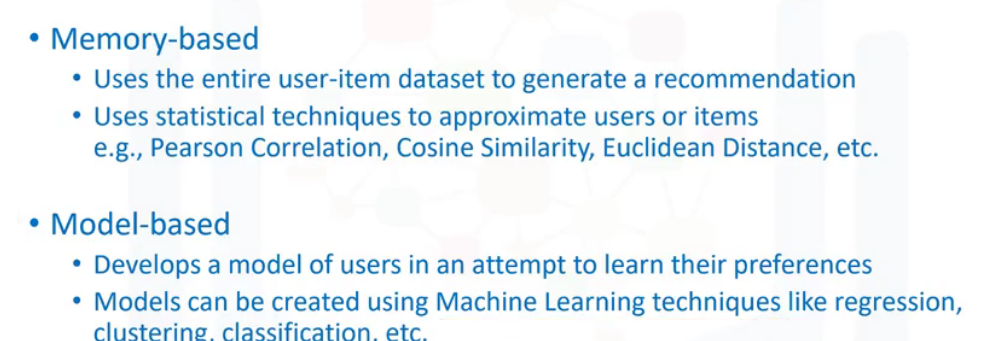 • Memory-based
• Uses the entire user-item dataset to generate a recommendation
• Uses statistical techniques to approximate users or items
e.g., Pearson Correlation, Cosine Similarity, Euclidean Distance, etc.
• Model-based
• Develops a model of users in an attempt to learn their preferences
• Models can be created using Machine Learning techniques like regression,
clustering, classification, etc.